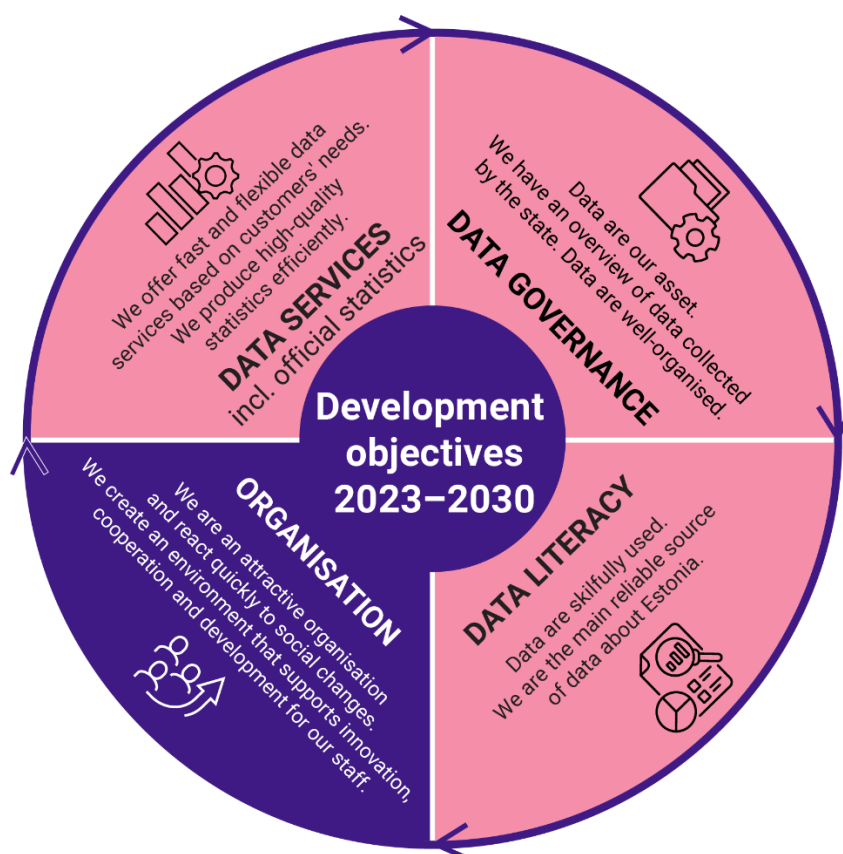 Development
objectives
2023–2030
We offer fast and flexible data
services based on customers' needs.
We produce high-quality
statistics efficiently.
DATA SERVICES
incl. official statistics
Data are our asset.
We have an overview of data collected
by the state. Data are well-organised.
DATA GOVERNANCE
DATA LITERACY
Data are skilfully used.
We are the main reliable source
of data about Estonia.
ORGANISATION
We are an attractive organisation
and react quickly to social changes.
We create an environment that supports innovation,
cooperation and development for our staff.